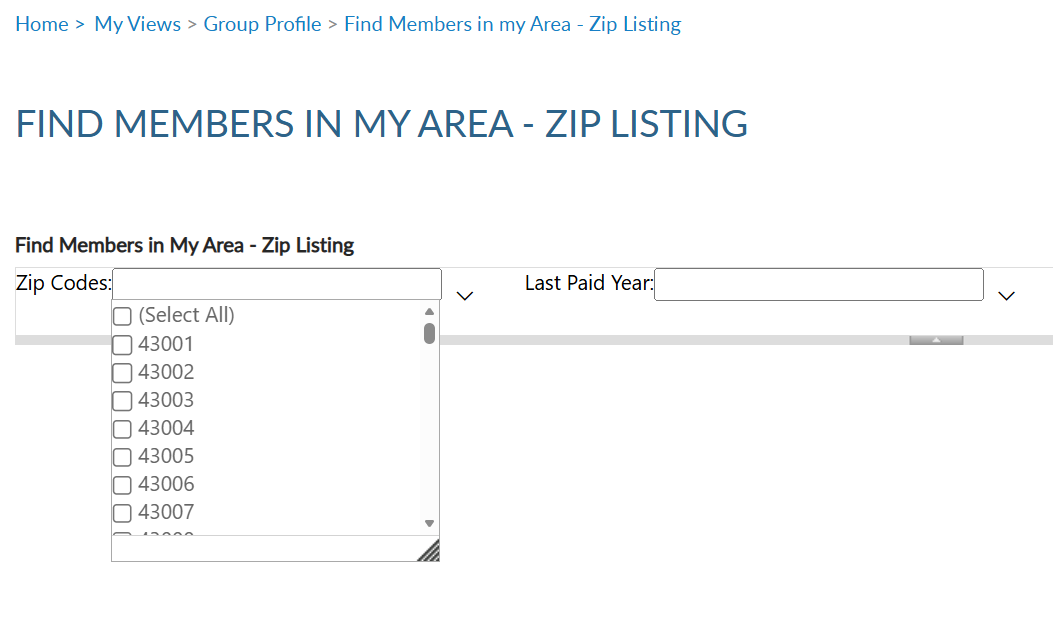 Home > My Views > Group Profile > Find Members in my Area - Zip Listing
FIND MEMBERS IN MY AREA - ZIP LISTING
Find Members in My Area - Zip Listing
Zip Codes: Last Paid Year:
(Select All)
43001
43002
43003
43004
43005
43006
43007